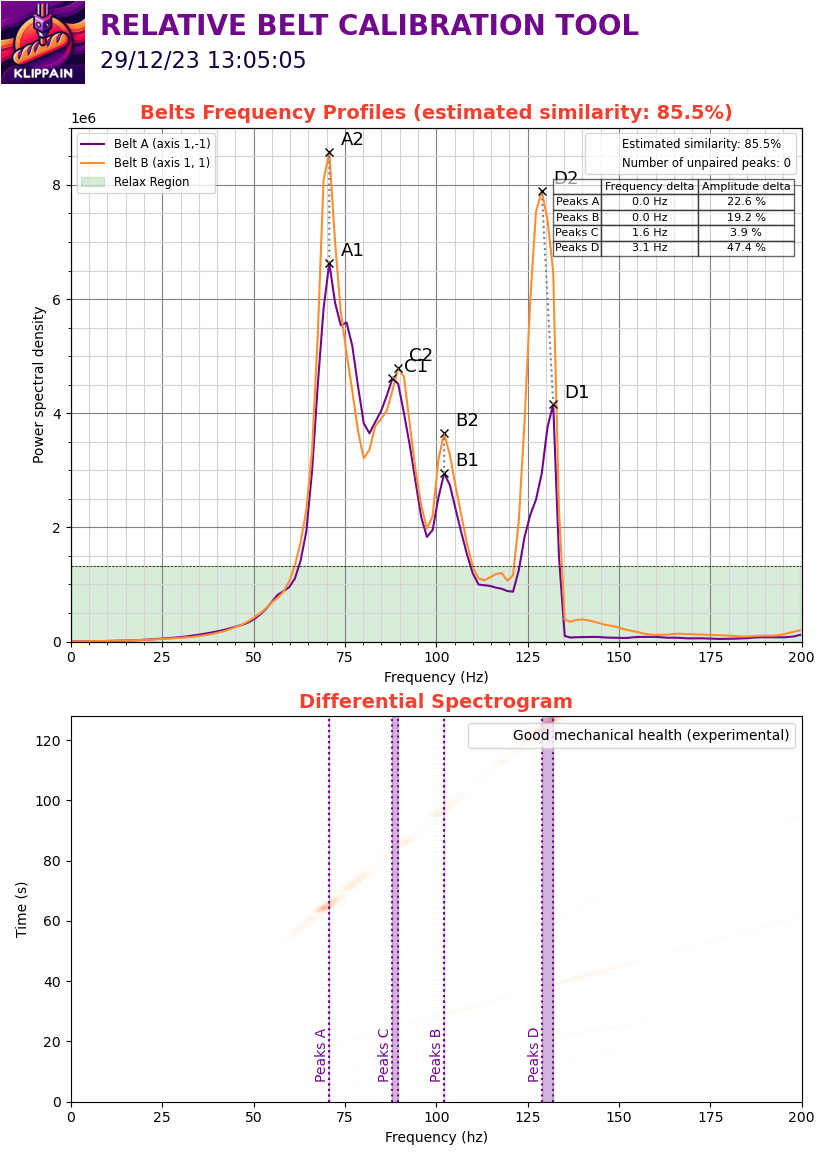 RELATIVE BELT CALIBRATION TOOL
29/12/23 13:05:05
KLIPPAIN
Belts Frequency Profiles (estimated similarity: 85.5%)
1e6
Belt A (axis 1,-1)
Belt B (axis 1, 1)
Relax Region
Estimated similarity: 85.5%
Number of unpaired peaks: 0
Frequency delta Amplitude delta
Peaks A 0.0 Hz 22.6 %
Peaks B 0.0 Hz 19.2 %
Peaks C 1.6 Hz 3.9 %
Peaks D 3.1 Hz 47.4 %
A2
D2
A1
C2
C1
D1
B2
B1
8
6
4
2
0
Power spectral density
0 25 50 75 100 125 150 175 200
Frequency (Hz)
Differential Spectrogram
Good mechanical health (experimental)
120
100
80
60
40
20
0
Time (s)
Peaks A
Peaks C
Peaks B
Peaks D
0 25 50 75 100 125 150 175 200
Frequency (hz)